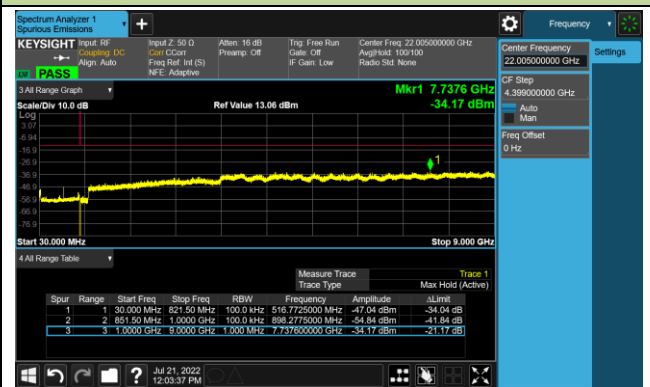 Spectrum Analyzer 1
Spurious Emissions
Frequency
KEYSIGHT Input: RF Input Z: 50 Ω Atten: 16 dB Trig: Free Run Center Freq: 22.005000000 GHz
Coupling: DC Corr CCorr Preamp: Off Gate: Off Avg|Hold: 100/100
Align: Auto Freq Ref: Int (S) IF Gain: Low Radio Std: None
NFE: Adaptive
PASS
Center Frequency
22.005000000 GHz
Settings
CF Step
4.399000000 GHz
Auto
Man
Freq Offset
0 Hz
3 All Range Graph
Mkr1 7.7376 GHz
Scale/Div 10.0 dB Ref Value 13.06 dBm -34.17 dBm
Log
3.07
-6.94
-16.9
-26.9
-36.9
-46.9
-56.9
-66.9
-76.9
1
Start 30.000 MHz Stop 9.000 GHz
4 All Range Table
Measure Trace Trace 1
Trace Type Max Hold (Active)
Spur Range Start Freq Stop Freq RBW Frequency Amplitude ΔLimit
1 1 30.000 MHz 821.50 MHz 100.0 kHz 516.7725000 MHz -47.04 dBm -34.04 dB
2 2 851.50 MHz 1.0000 GHz 100.0 kHz 898.2775000 MHz -54.84 dBm -41.84 dB
3 3 1.0000 GHz 9.0000 GHz 1.000 MHz 7.737600000 GHz -34.17 dBm -21.17 dB
Jul 21, 2022
12:03:37 PM